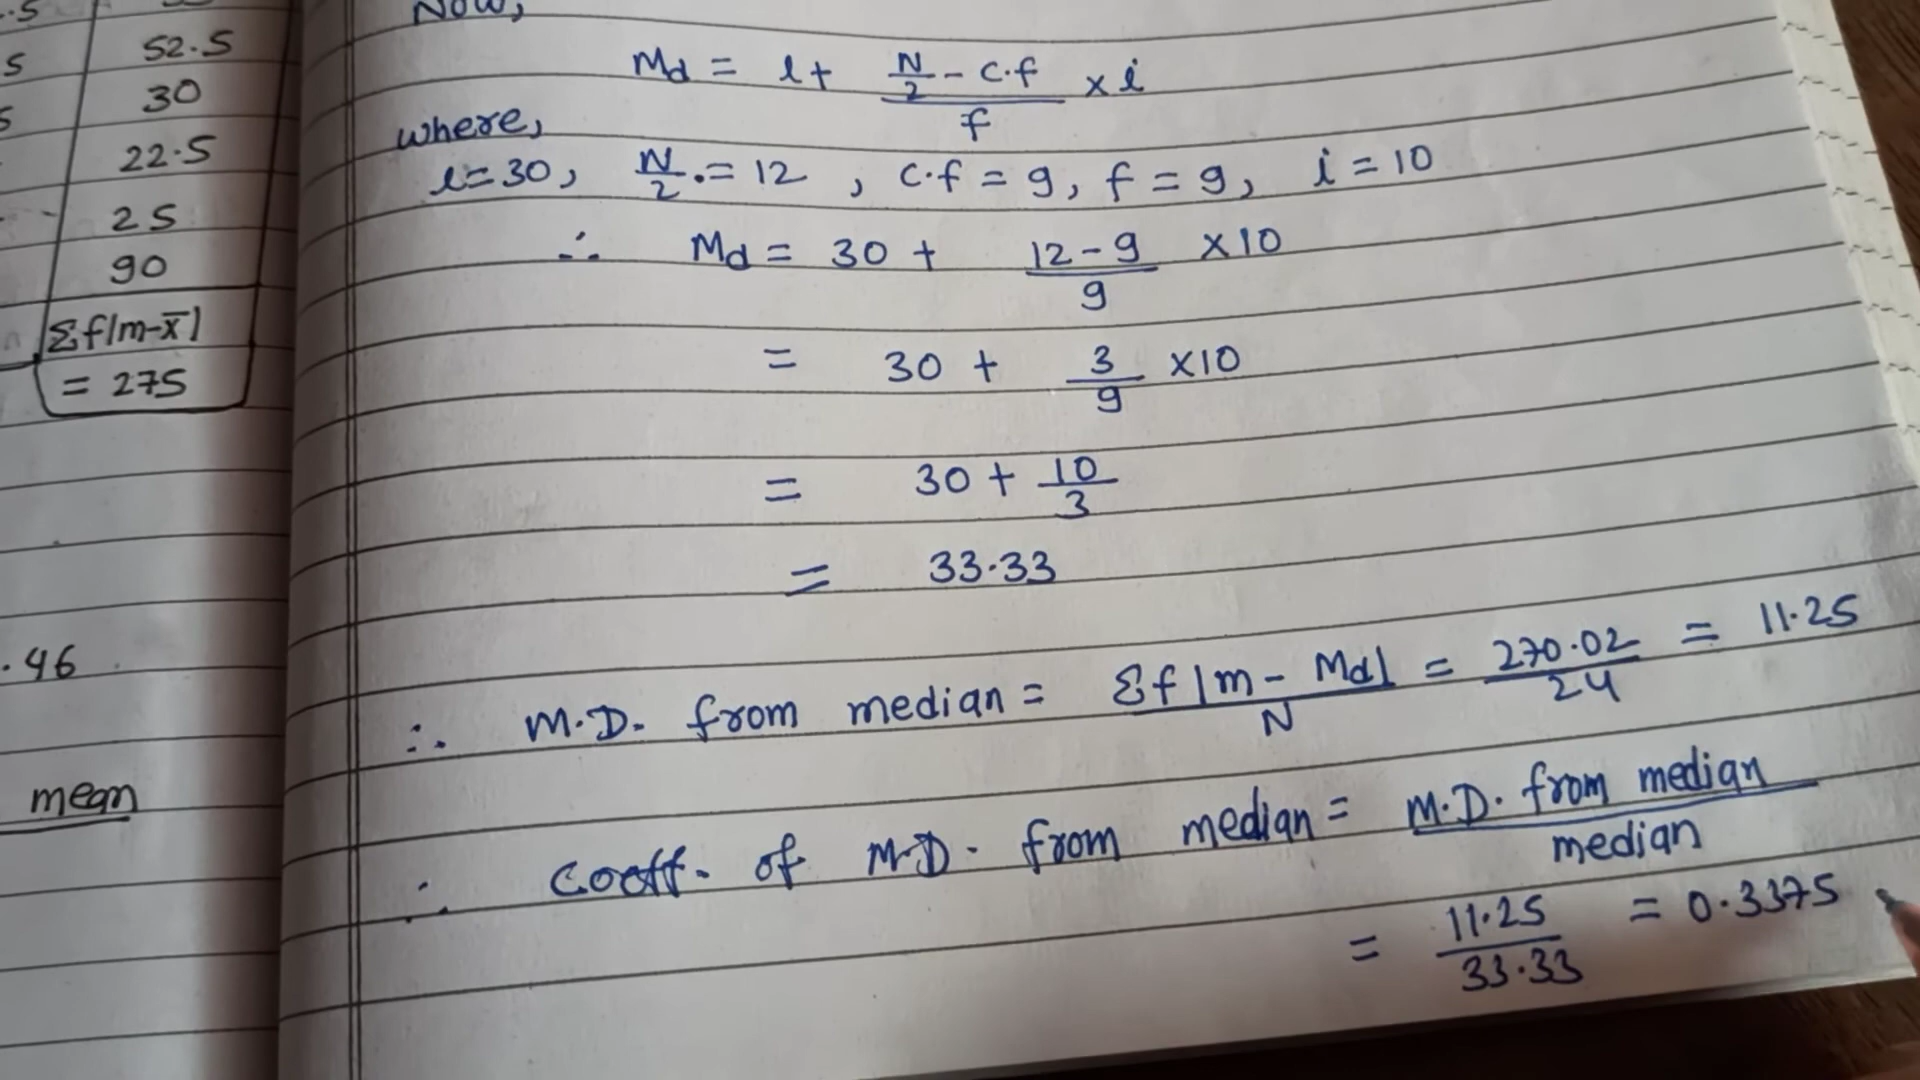 .5
5
52.5
5
30
22.5
25
90
Σf|m-x̄|
= 275
.46
mean
Now,
Md = l + (N/2 - c.f)/f × i
where,
l = 30, N/2 = 12, c.f = 9, f = 9, i = 10
∴ Md = 30 + (12-9)/9 ×10
= 30 + 3/9 ×10
= 30 + 10/3
= 33.33
∴ M.D. from median = Σf|m - Md|/N = 270.02/24 = 11.25
∴ Coeff. of M.D. from median = M.D. from median/median
= 11.25/33.33 = 0.3375